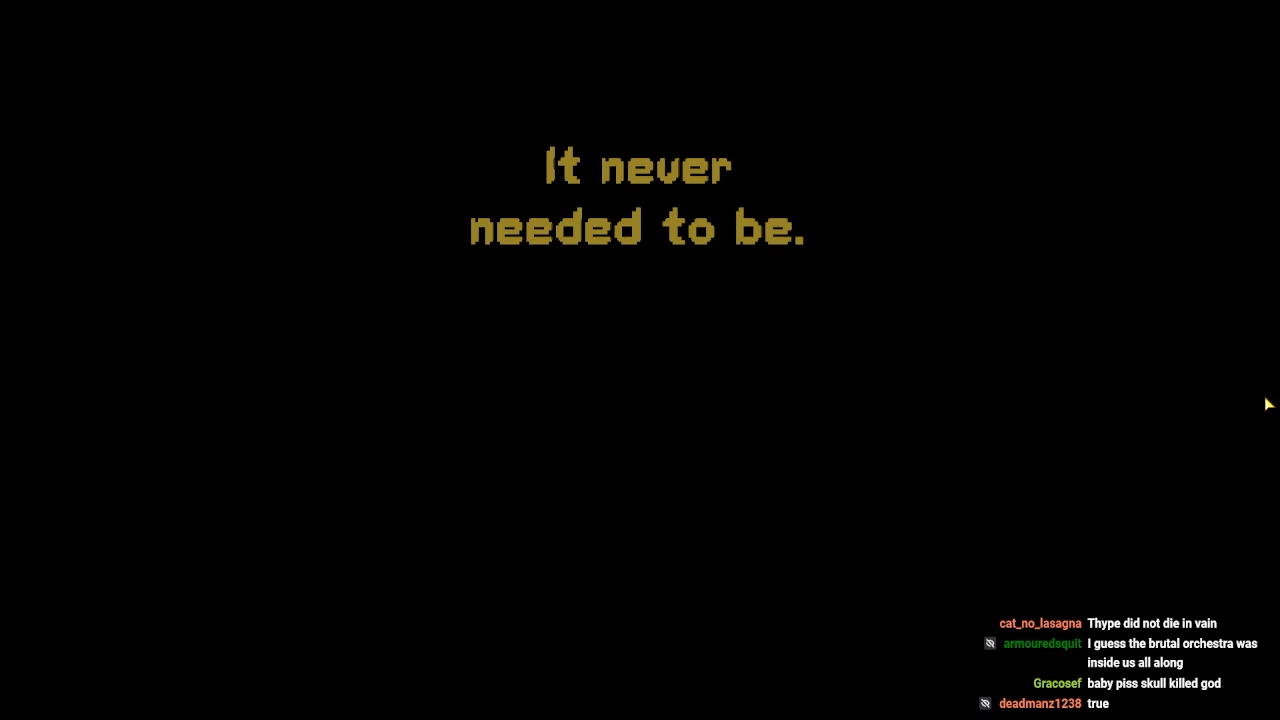 It never
needed to be.
cat_no_lasagna Thype did not die in vain
armouredsquit I guess the brutal orchestra was
inside us all along
Gracosef baby piss skull killed god
deadmanz1238 true